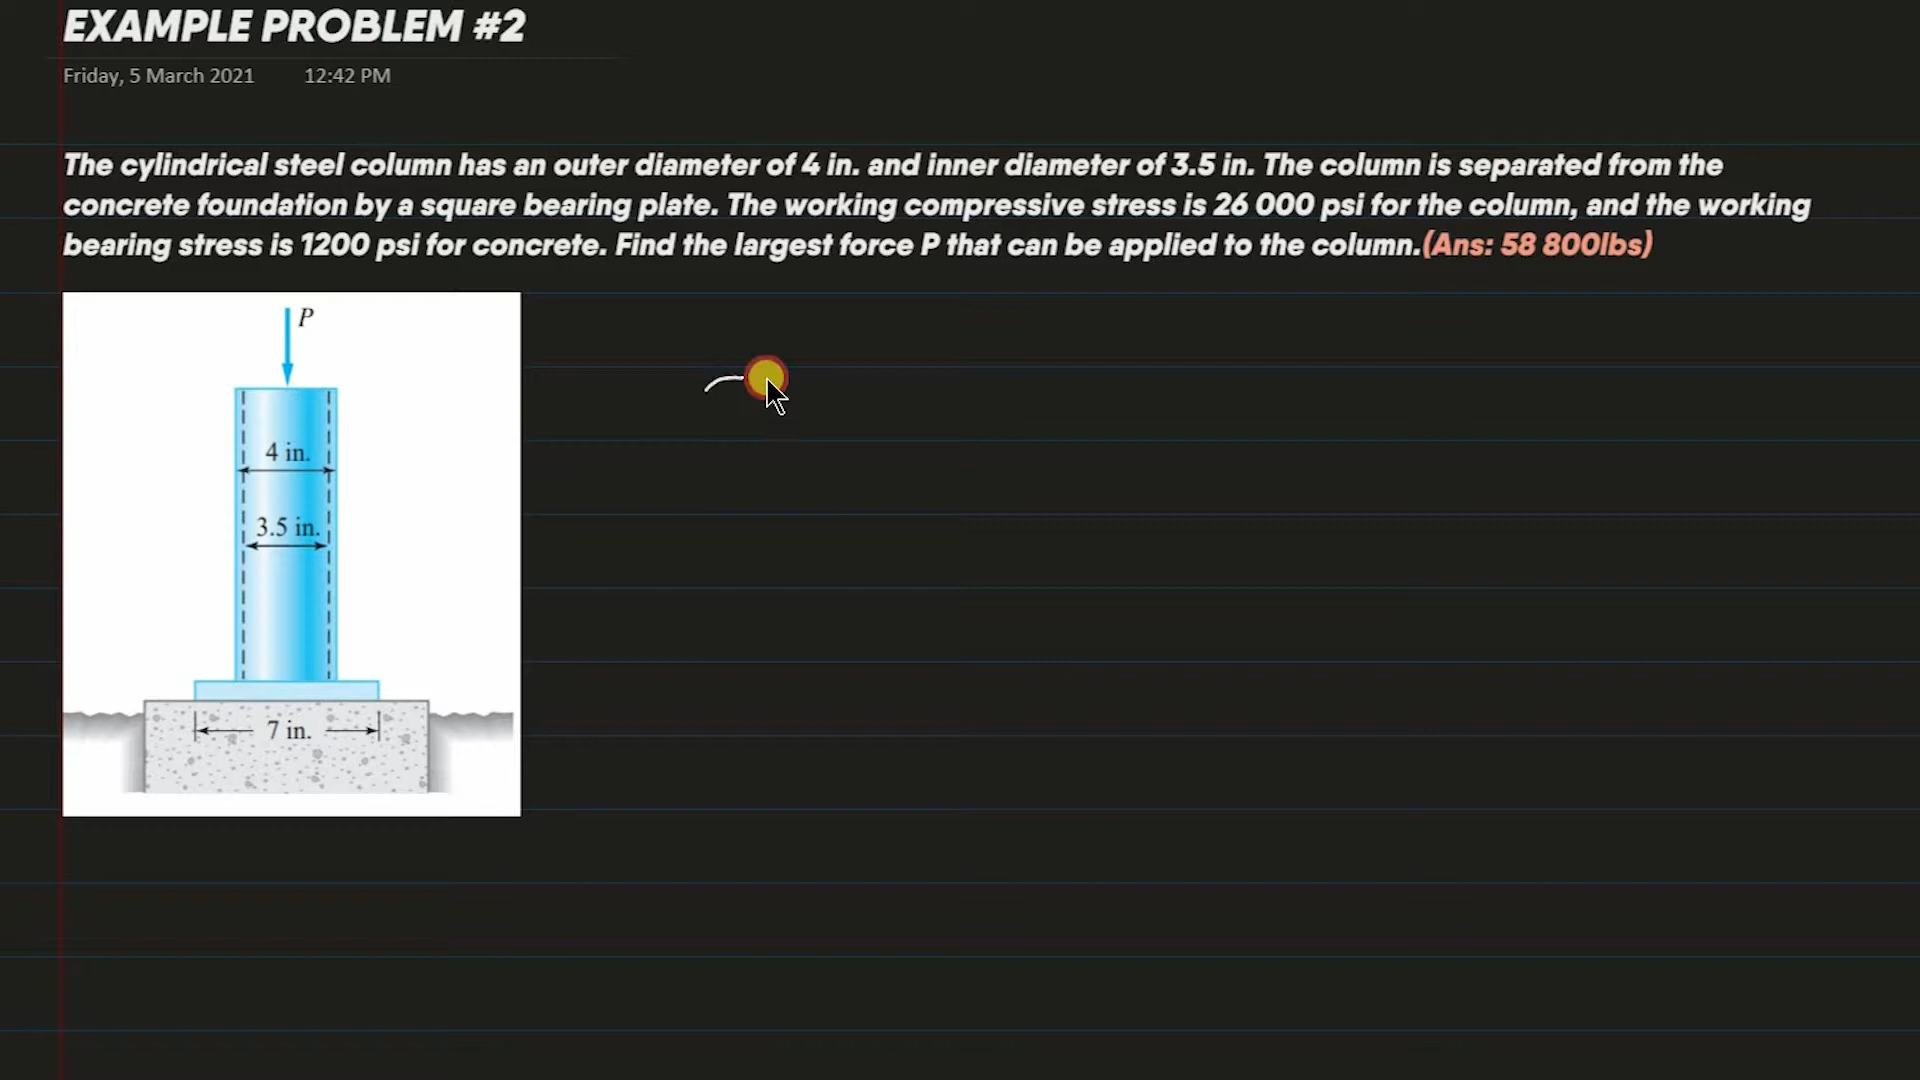 EXAMPLE PROBLEM #2
Friday, 5 March 2021 12:42 PM
The cylindrical steel column has an outer diameter of 4 in. and inner diameter of 3.5 in. The column is separated from the
concrete foundation by a square bearing plate. The working compressive stress is 26 000 psi for the column, and the working
bearing stress is 1200 psi for concrete. Find the largest force P that can be applied to the column.(Ans: 58 800lbs)
P
4 in.
3.5 in.
7 in.